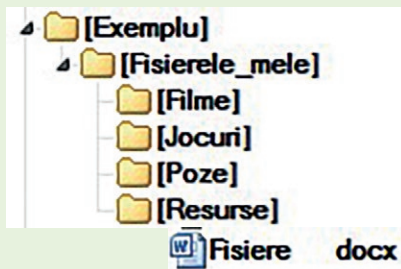 [Exemplu]
[Fisierele_mele]
[Filme]
[Jocuri]
[Poze]
[Resurse]
Fisiere docx